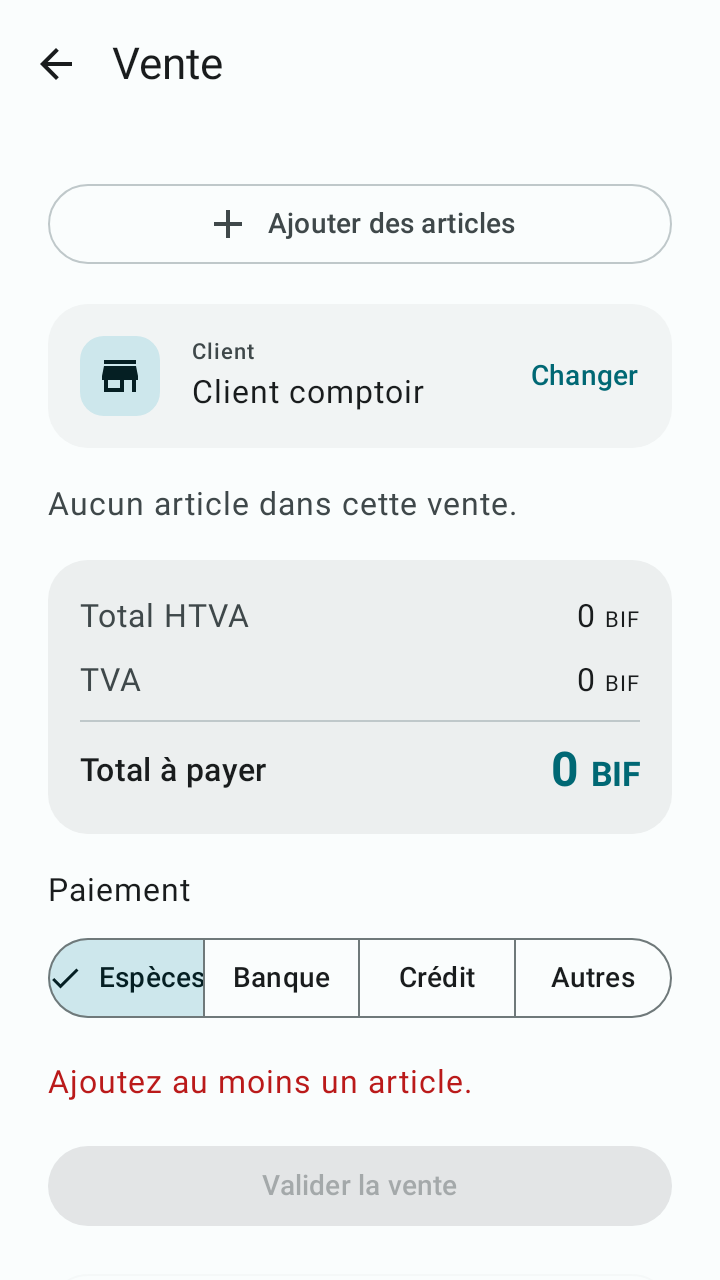 Vente
Ajouter des articles
Client
Client comptoir
Changer
Aucun article dans cette vente.
Total HTVA 0 BIF
TVA 0 BIF
Total à payer 0 BIF
Paiement
Espèces Banque Crédit Autres
Ajoutez au moins un article.
Valider la vente